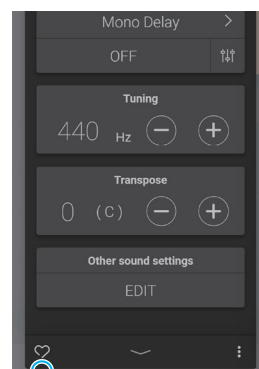 Mono Delay
OFF
Tuning
440 Hz
Transpose
0 (C)
Other sound settings
EDIT